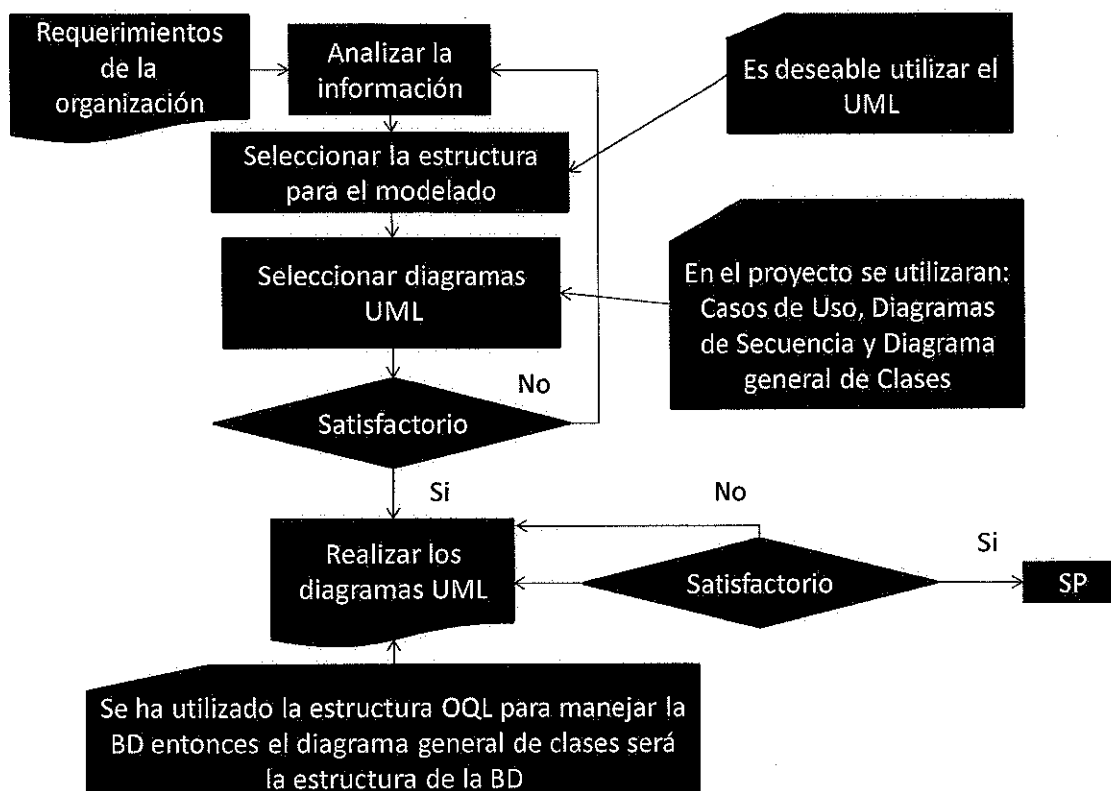 Requerimientos
de la
organización
Analizar la
información
Es deseable utilizar el
UML
Seleccionar la estructura
para el modelado
Seleccionar diagramas
UML
En el proyecto se utilizaran:
Casos de Uso, Diagramas
de Secuencia y Diagrama
general de Clases
No
Satisfactorio
Si
No
Realizar los
diagramas UML
Satisfactorio
Si
SP
Se ha utilizado la estructura OQL para manejar la
BD entonces el diagrama general de clases será
la estructura de la BD